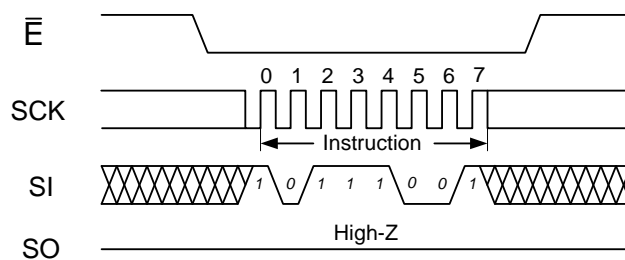 E̅
0 1 2 3 4 5 6 7
SCK
Instruction
SI 1 0 1 1 1 0 0 1
High-Z
SO